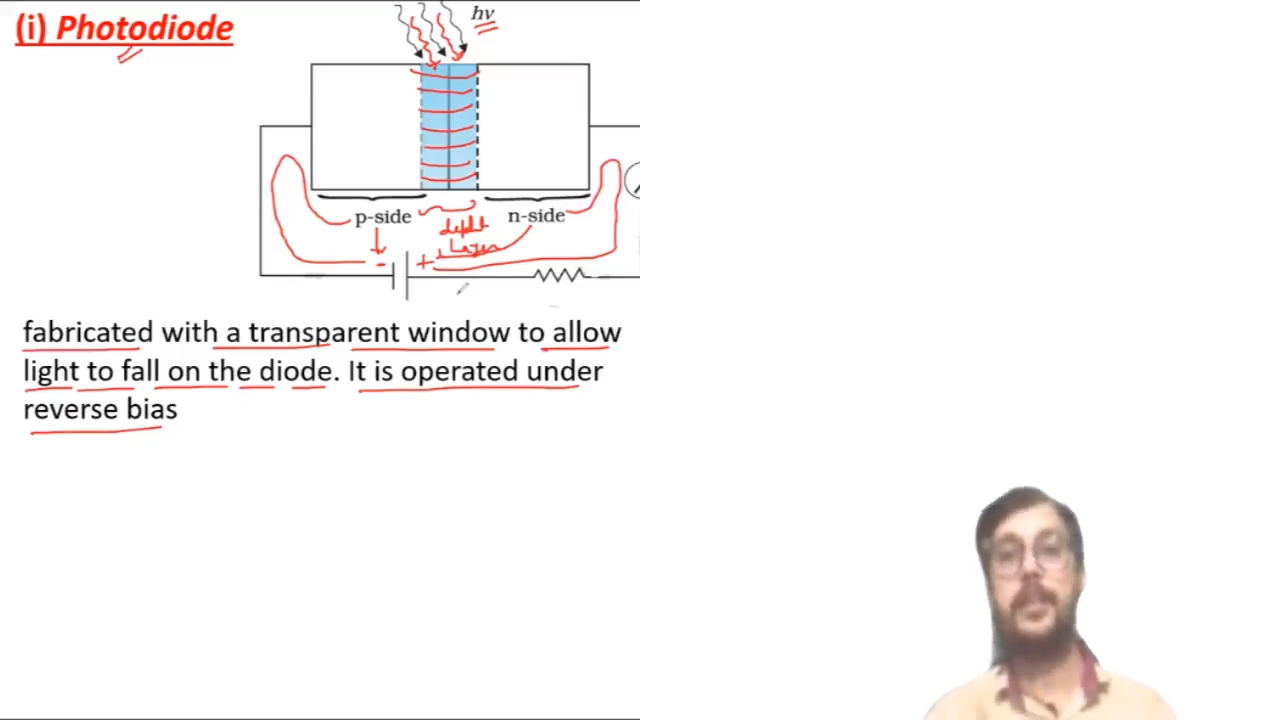 (i) Photodiode
hν
p-side
n-side
Layer
- +
fabricated with a transparent window to allow
light to fall on the diode. It is operated under
reverse bias